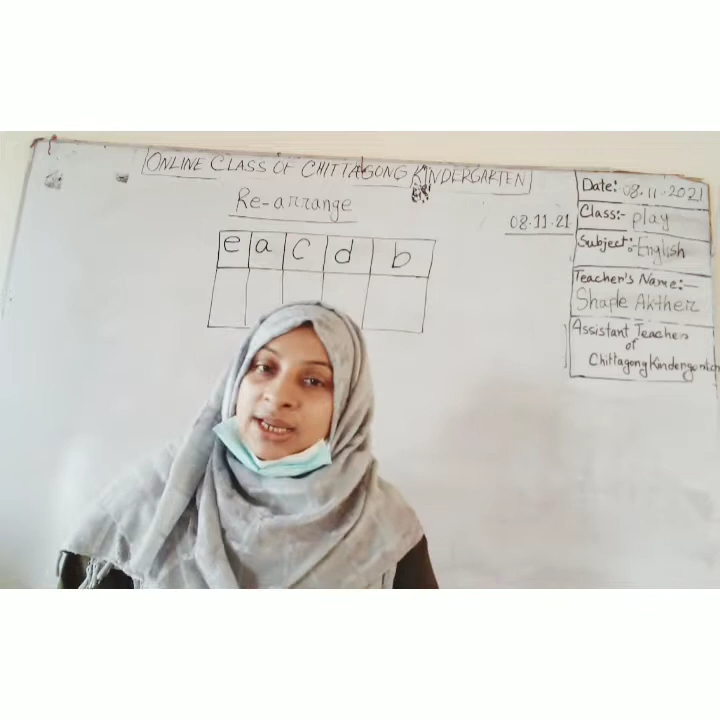 ONLINE CLASS OF CHITTAGONG KINDERGARTEN
Re-arrange
08.11.21
e a c d b
Date: 08.11.2021
Class:- play
Subject:- English
Teacher's Name:-
Shaple Akther
Assistant Teacher
of
Chittagong Kindergarten